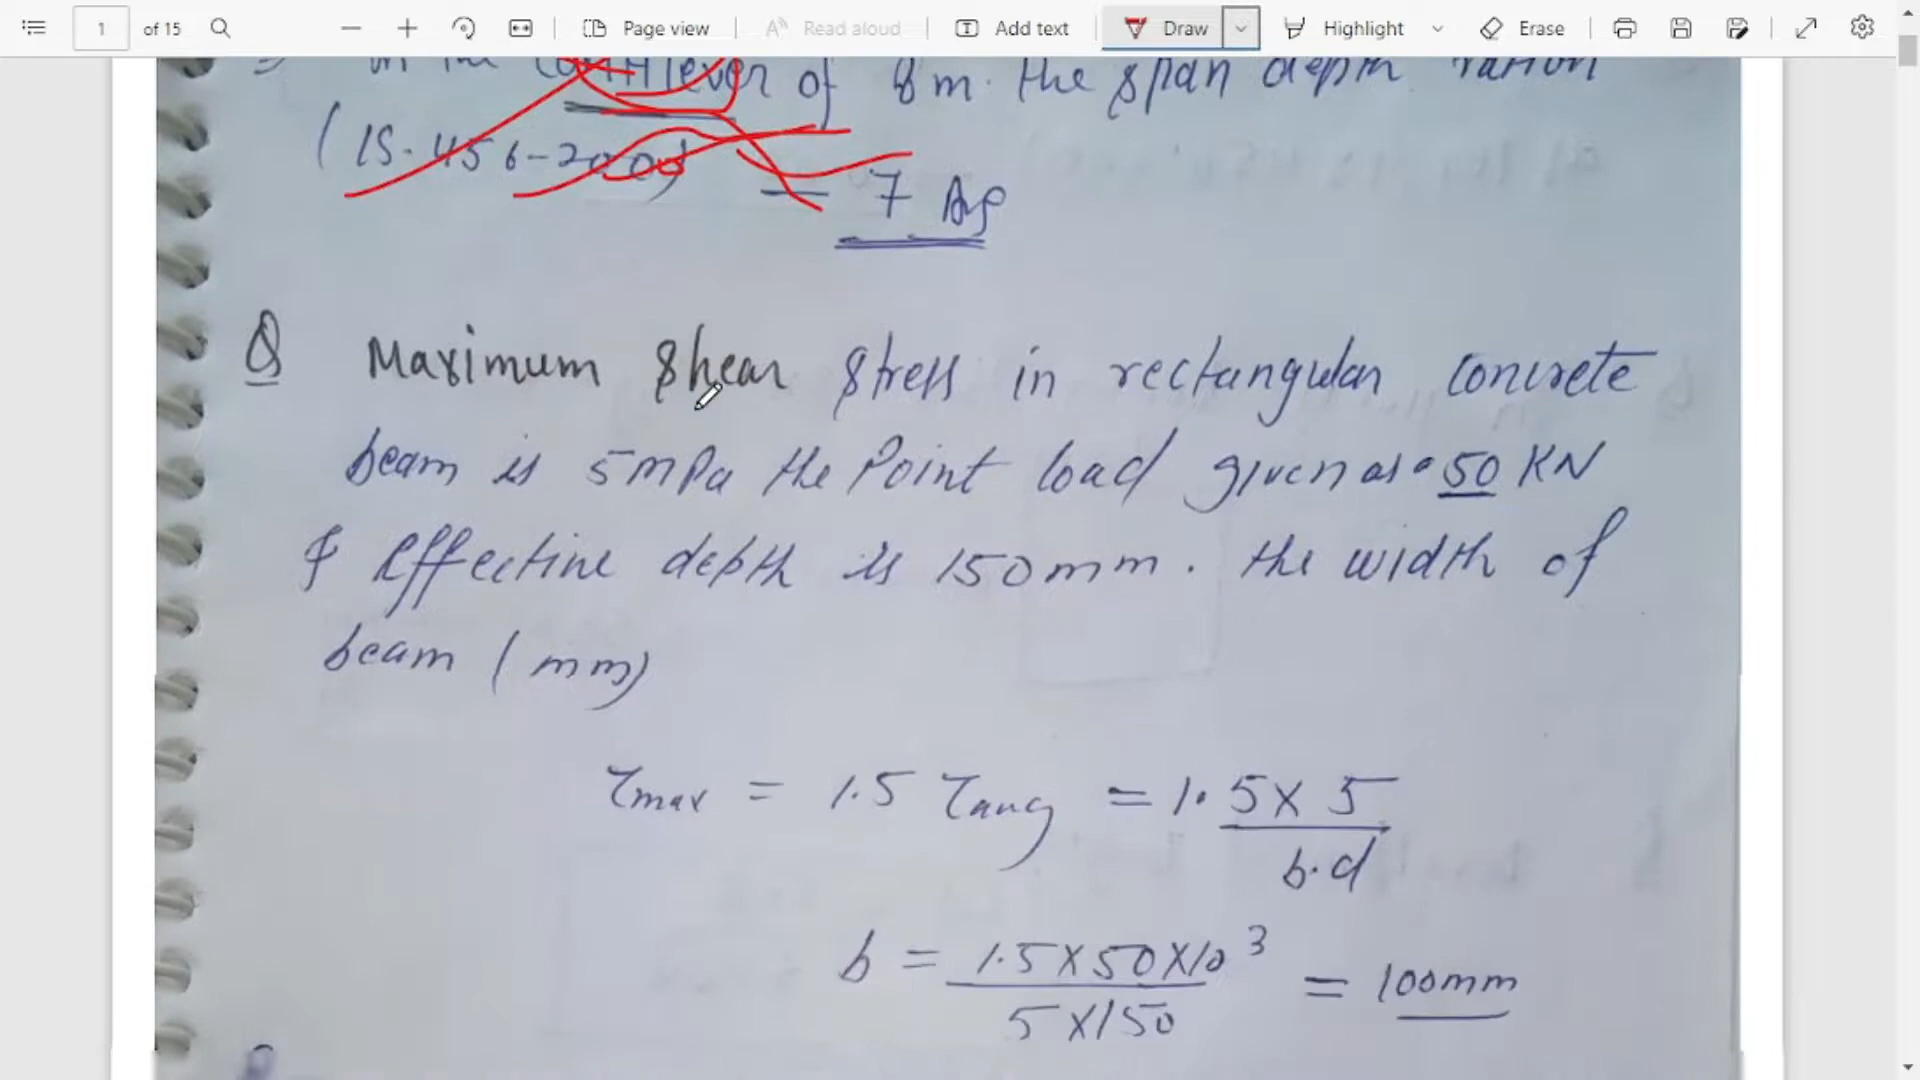 1 of 15 Page view Read aloud Add text Draw Highlight Erase
of 8m. the span depth ration
(IS-456-2000) = 7 Ans
Q Maximum Shear Stress in rectangular concrete
beam is 5mPa the Point load given as 50 KN
& Effective depth is 150mm. the width of
beam (mm)
τmax = 1.5 τavg = 1.5 × 5
b.d
b = 1.5×50×10³ = 100mm
5×150